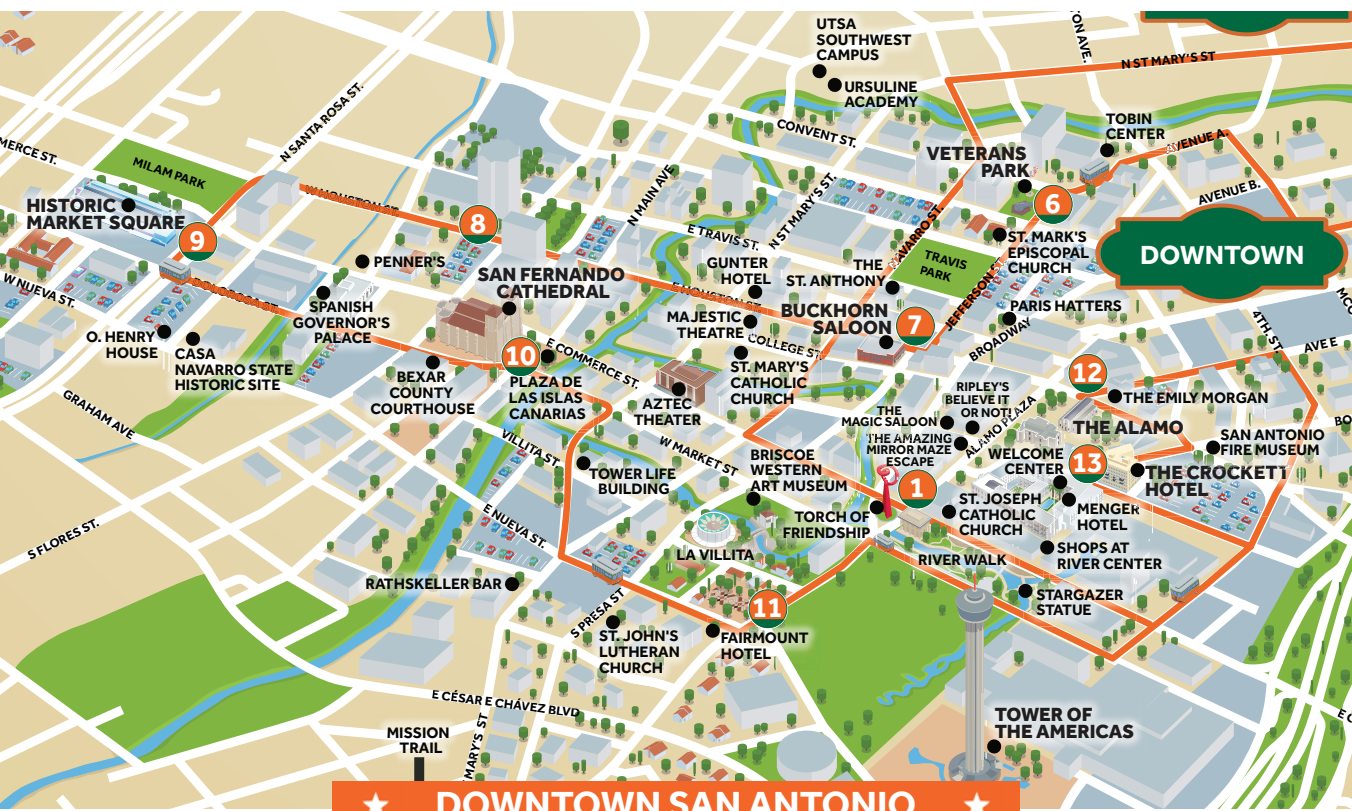 UTSA
SOUTHWEST
CAMPUS
URSULINE
ACADEMY
N ST MARY'S ST
CONVENT ST.
TOBIN
CENTER
AVENUE A.
AVENUE B.
VETERANS
PARK
6
DOWNTOWN
N SANTA ROSA ST.
MILAM PARK
HISTORIC
MARKET SQUARE
9
W HOUSTON ST.
8
N MAIN AVE
N ST MARY'S ST.
E TRAVIS ST.
NAVARRO ST.
TRAVIS
PARK
ST. MARK'S
EPISCOPAL
CHURCH
PENNER'S
SAN FERNANDO
CATHEDRAL
GUNTER
HOTEL
THE
ST. ANTHONY
W NUEVA ST.
DOLOROSA ST.
SPANISH
GOVERNOR'S
PALACE
E HOUSTON ST.
MAJESTIC
THEATRE
BUCKHORN
SALOON
7
JEFFERSON ST
PARIS HATTERS
BROADWAY
4TH ST.
AVE E
O. HENRY
HOUSE
CASA
NAVARRO STATE
HISTORIC SITE
10
E COMMERCE ST.
COLLEGE ST.
ST. MARY'S
CATHOLIC
CHURCH
BEXAR
COUNTY
COURTHOUSE
PLAZA DE
LAS ISLAS
CANARIAS
AZTEC
THEATER
GRAHAM AVE
RIPLEY'S
BELIEVE IT
OR NOT!
12
THE EMILY MORGAN
THE
MAGIC SALOON
ALAMO PLAZA
THE ALAMO
THE AMAZING
MIRROR MAZE
ESCAPE
SAN ANTONIO
FIRE MUSEUM
VILLITA ST
W MARKET ST
BRISCOE
WESTERN
ART MUSEUM
WELCOME
CENTER
13
THE CROCKETT
HOTEL
TOWER LIFE
BUILDING
1
ST. JOSEPH
CATHOLIC
CHURCH
MENGER
HOTEL
TORCH OF
FRIENDSHIP
S FLORES ST.
E NUEVA ST.
LA VILLITA
RIVER WALK
SHOPS AT
RIVER CENTER
RATHSKELLER BAR
S PRESA ST
11
STARGAZER
STATUE
ST. JOHN'S
LUTHERAN
CHURCH
FAIRMOUNT
HOTEL
E CÉSAR E CHÁVEZ BLVD
MARY'S ST
MISSION
TRAIL
TOWER OF
THE AMERICAS
DOWNTOWN SAN ANTONIO